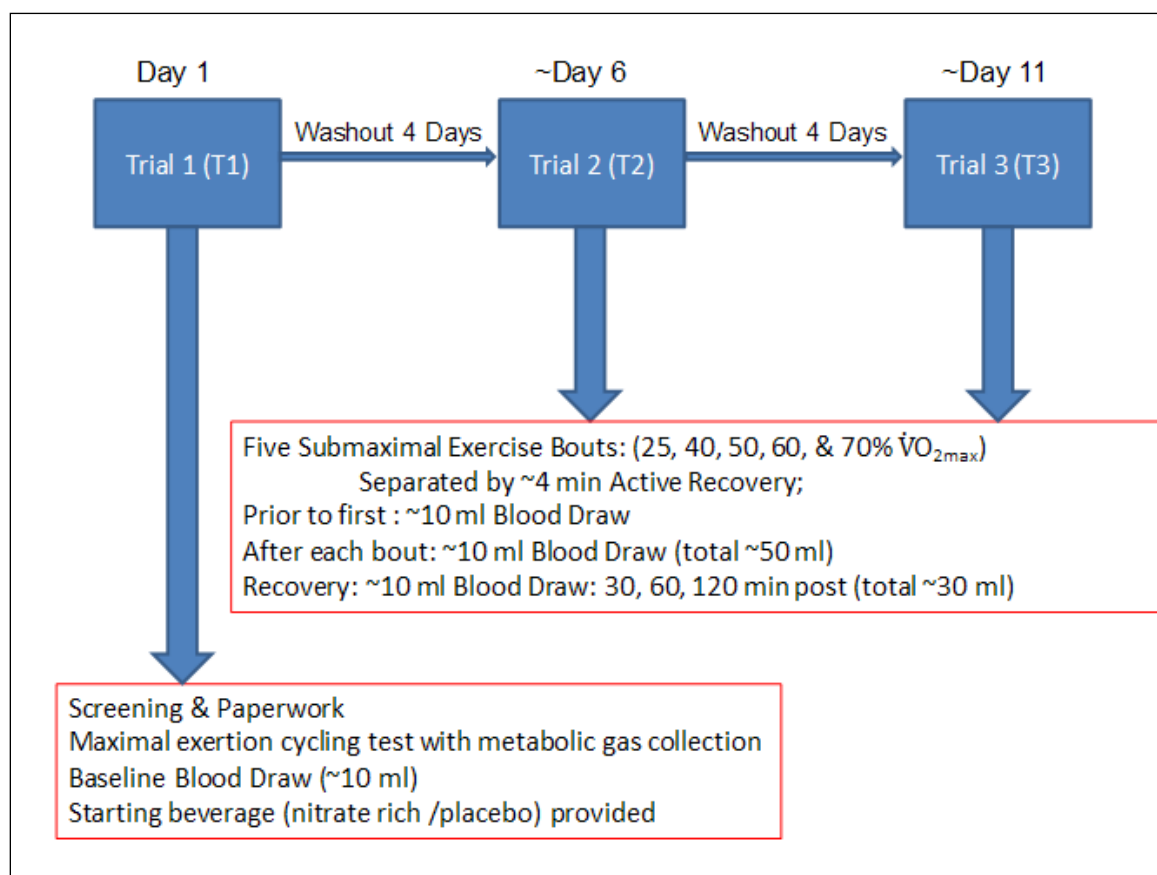 Day 1
~Day 6
~Day 11
Trial 1 (T1)
Washout 4 Days
Trial 2 (T2)
Washout 4 Days
Trial 3 (T3)
Five Submaximal Exercise Bouts: (25, 40, 50, 60, & 70% V̇O₂max)
Separated by ~4 min Active Recovery;
Prior to first : ~10 ml Blood Draw
After each bout: ~10 ml Blood Draw (total ~50 ml)
Recovery: ~10 ml Blood Draw: 30, 60, 120 min post (total ~30 ml)
Screening & Paperwork
Maximal exertion cycling test with metabolic gas collection
Baseline Blood Draw (~10 ml)
Starting beverage (nitrate rich /placebo) provided